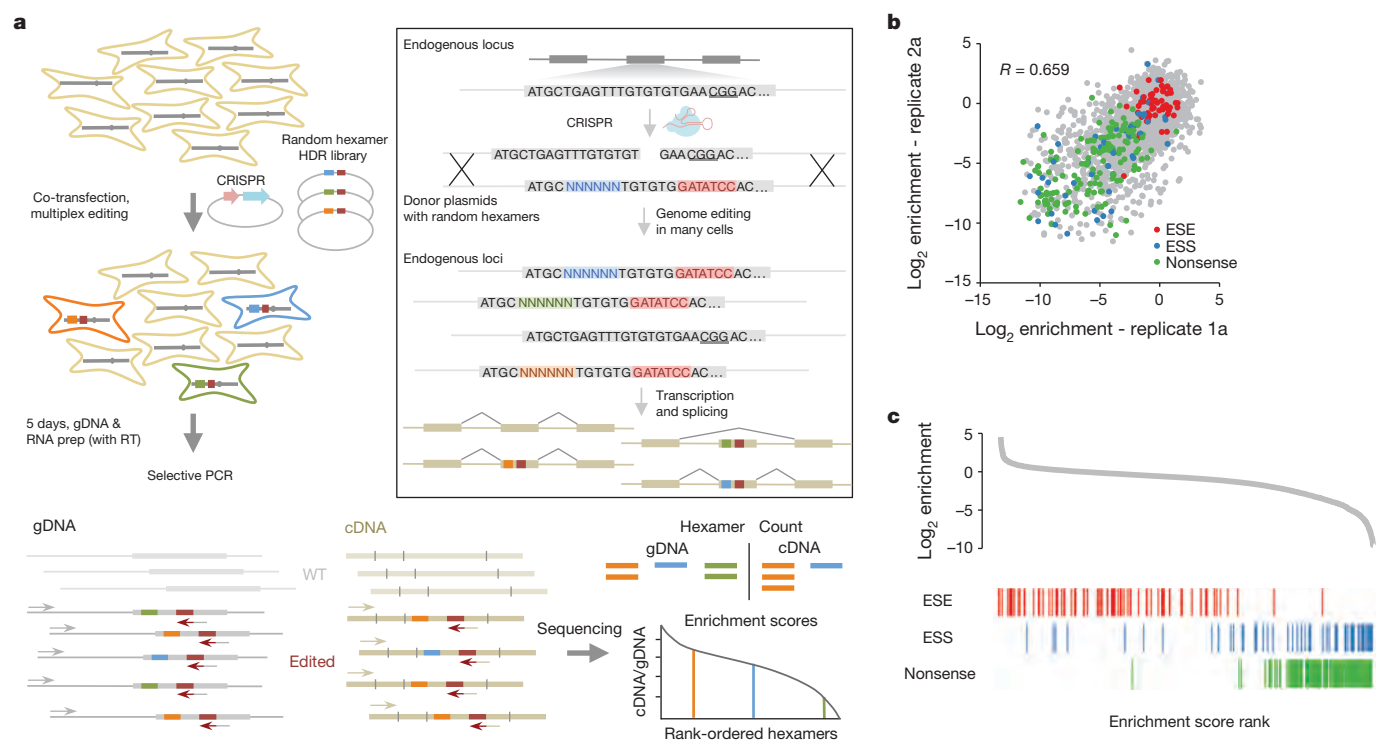 a
Co-transfection,
multiplex editing
CRISPR
Random hexamer
HDR library
5 days, gDNA &
RNA prep (with RT)
Selective PCR
Endogenous locus
ATGCTGAGTTTGTGTGTGAACGGAC...
CRISPR
ATGCTGAGTTTGTGTGT
GAACGGAC...
ATGCNNNNNNTGTGTGGATATCCAC...
Donor plasmids
with random hexamers
Genome editing
in many cells
Endogenous loci
ATGCNNNNNNTGTGTGGATATCCAC...
ATGCNNNNNNTGTGTGGATATCCAC...
ATGCTGAGTTTGTGTGTGAACGGAC...
ATGCNNNNNNTGTGTGGATATCCAC...
Transcription
and splicing
gDNA
WT
Edited
cDNA
Sequencing
Hexamer Count
gDNA
cDNA
Enrichment scores
cDNA/gDNA
Rank-ordered hexamers
b
Log2 enrichment - replicate 2a
5
0
−5
−10
−15
R = 0.659
ESE
ESS
Nonsense
−15
−10
−5
0
5
Log2 enrichment - replicate 1a
c
Log2 enrichment
5
0
−5
−10
ESE
ESS
Nonsense
Enrichment score rank